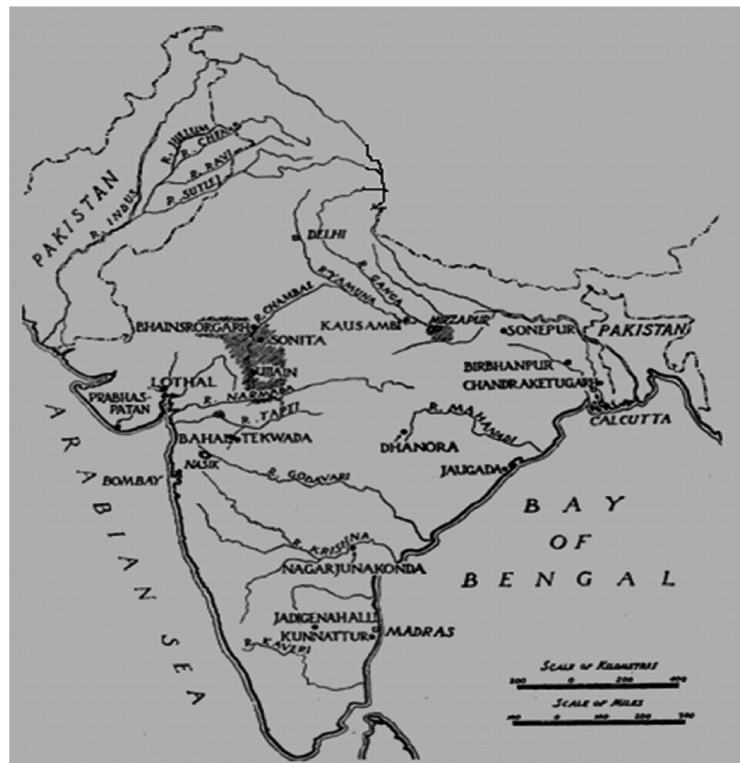 R. JHELLUM
R. CHENAB
R. RAVI
R. SUTLEJ
R. INDUS
PAKISTAN
DELHI
R. YAMUNA
R. GANGA
R. CHAMBAL
BHAINSRORGARH
SONITA
UJJAIN
KAUSAMBI
MIRZAPUR
SONEPUR
PAKISTAN
BIRBHANPUR
CHANDRAKETUGARH
CALCUTTA
LOTHAL
PRABHAS-
PATAN
R. NARMADA
R. TAPTI
BAHAL
TEKWADA
NASIK
BOMBAY
R. MAHANADI
DHANORA
JAUGADA
R. GODAVARI
R. KRISHNA
NAGARJUNAKONDA
JADIGENAHALLI
KUNNATTUR
MADRAS
R. KAVERI
ARABIAN SEA
BAY
OF
BENGAL
SCALE OF KILOMETRES
200 0 200 400
SCALE OF MILES
100 0 100 200 300